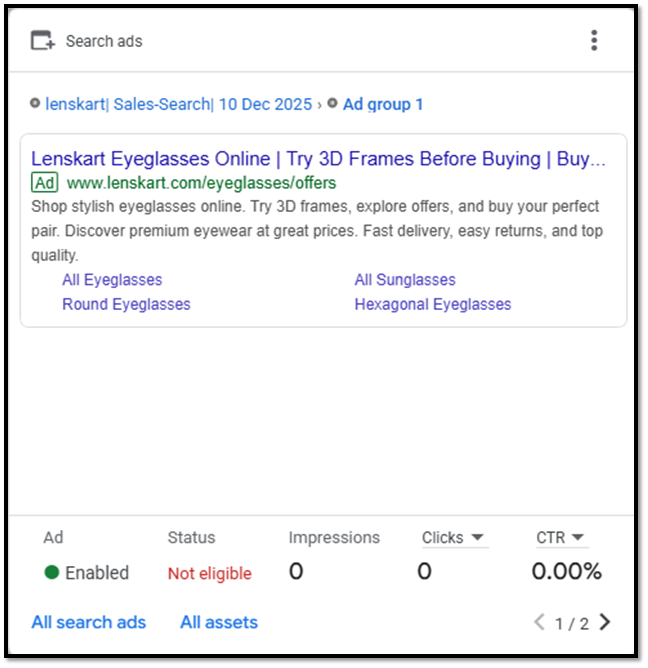 Search ads
lenskart| Sales-Search| 10 Dec 2025 › Ad group 1
Lenskart Eyeglasses Online | Try 3D Frames Before Buying | Buy...
Ad www.lenskart.com/eyeglasses/offers
Shop stylish eyeglasses online. Try 3D frames, explore offers, and buy your perfect
pair. Discover premium eyewear at great prices. Fast delivery, easy returns, and top
quality.
All Eyeglasses All Sunglasses
Round Eyeglasses Hexagonal Eyeglasses
Ad Status Impressions Clicks CTR
Enabled Not eligible 0 0 0.00%
All search ads All assets 1 / 2